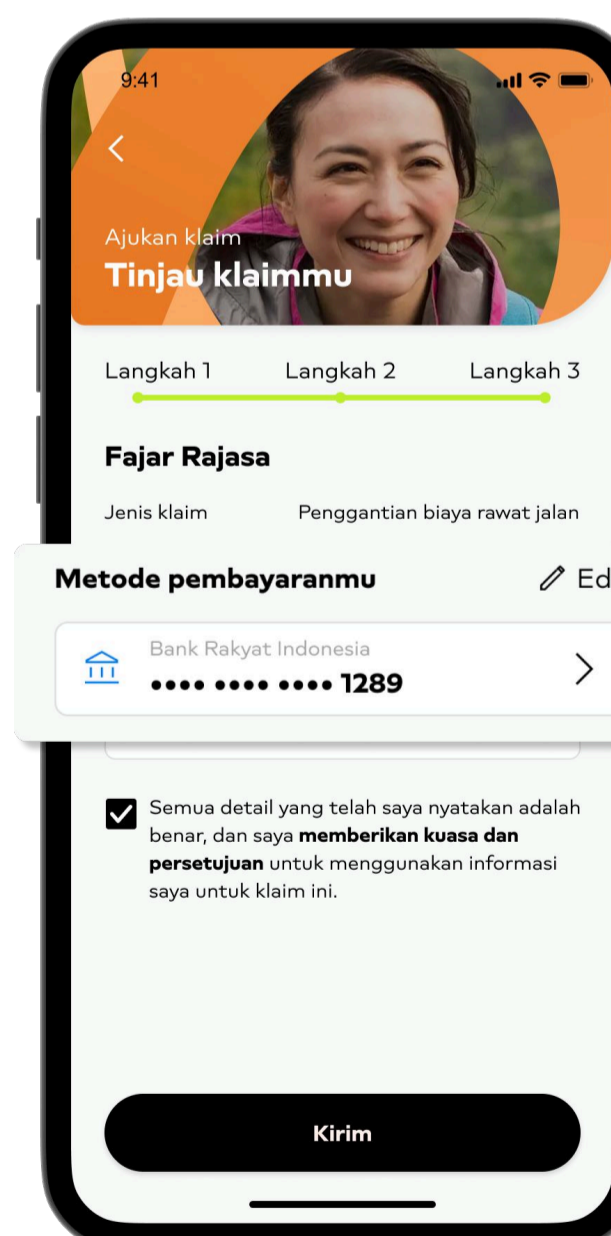 9:41
Ajukan klaim
Tinjau klaimmu
Langkah 1 Langkah 2 Langkah 3
Fajar Rajasa
Jenis klaim Penggantian biaya rawat jalan
Metode pembayaranmu Ed
Bank Rakyat Indonesia
•••• •••• •••• 1289
Semua detail yang telah saya nyatakan adalah
benar, dan saya memberikan kuasa dan
persetujuan untuk menggunakan informasi
saya untuk klaim ini.
Kirim